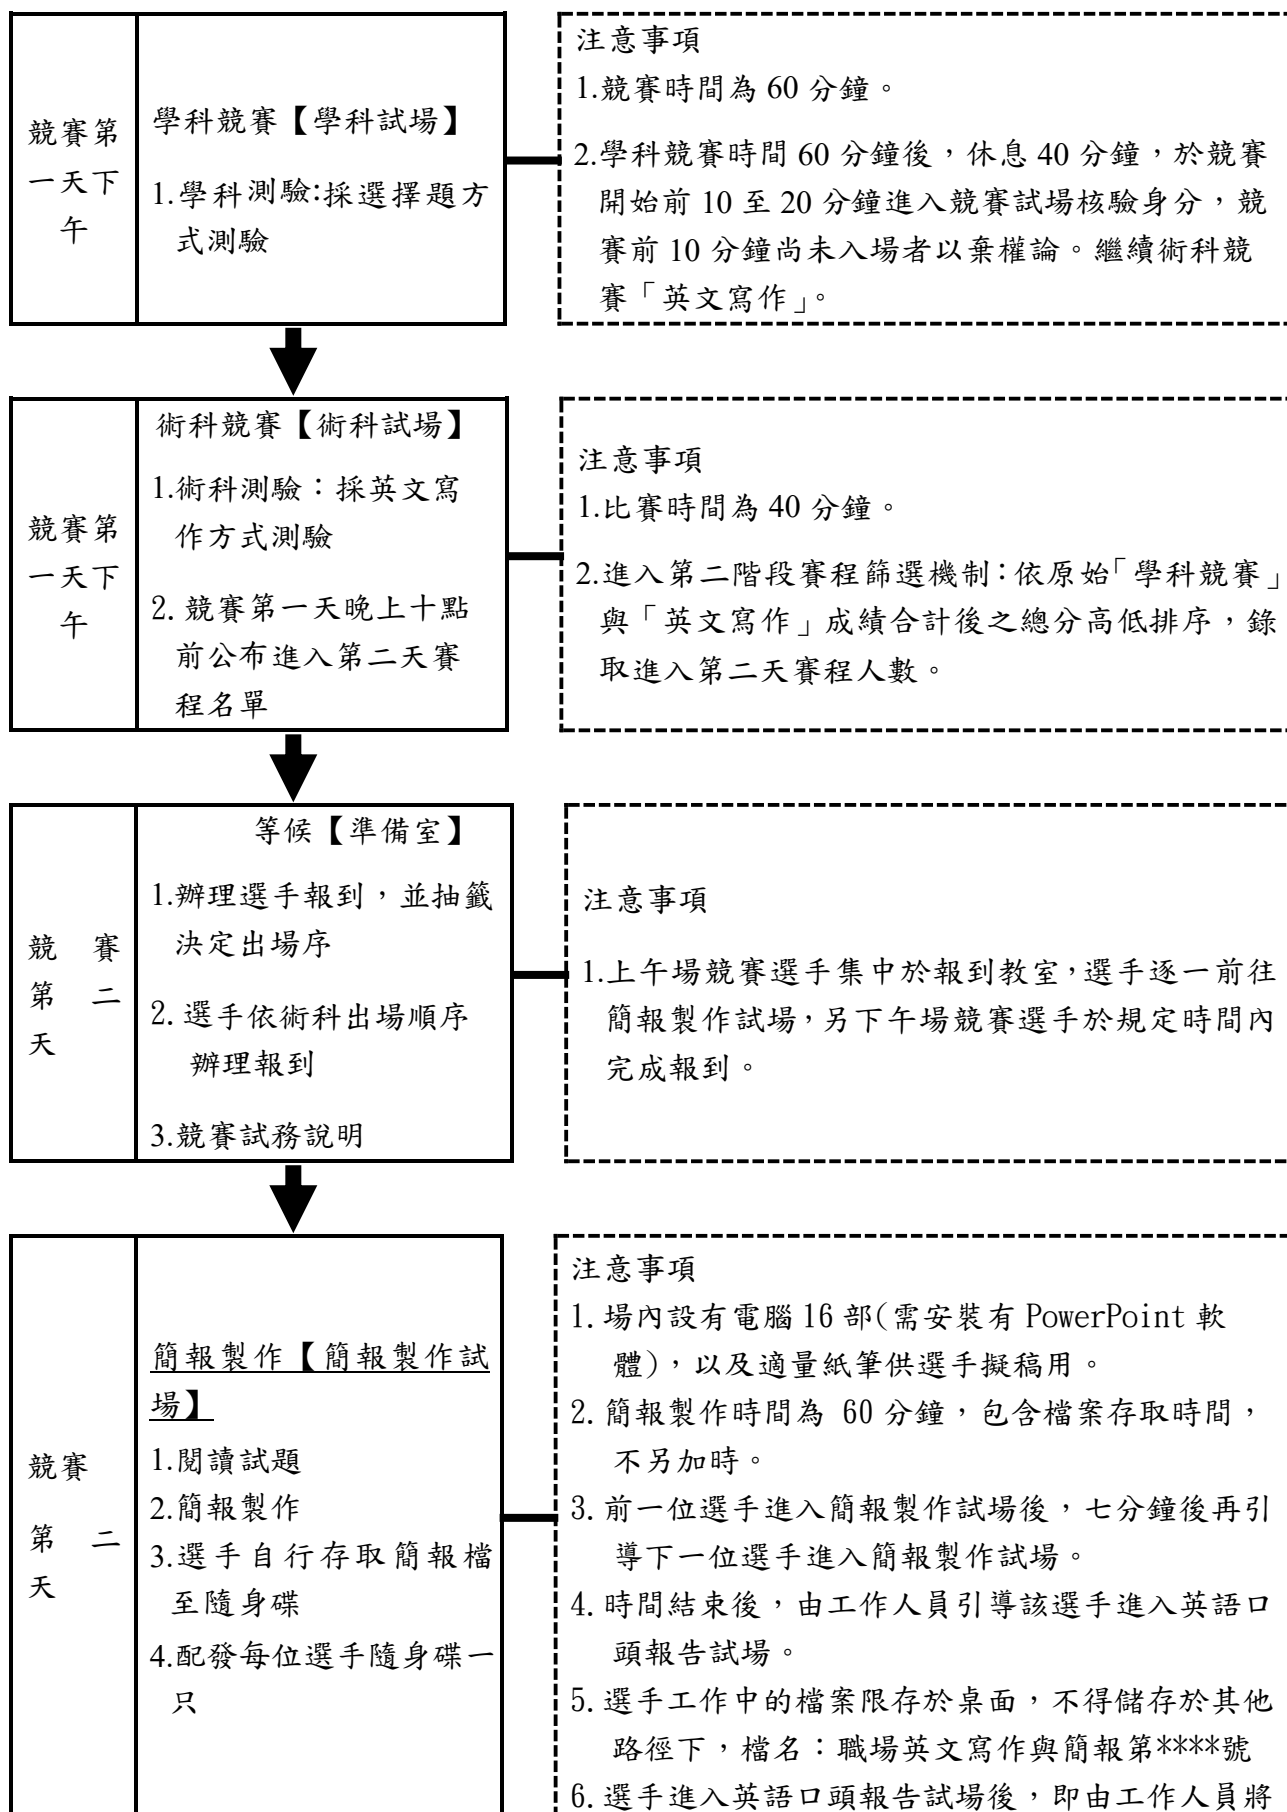 競賽第
一天下
午
學科競賽【學科試場】
1.學科測驗:採選擇題方
式測驗
注意事項
1.競賽時間為 60 分鐘。
2.學科競賽時間 60 分鐘後，休息 40 分鐘，於競賽
開始前 10 至 20 分鐘進入競賽試場核驗身分，競
賽前 10 分鐘尚未入場者以棄權論。繼續術科競
賽「英文寫作」。
競賽第
一天下
午
術科競賽【術科試場】
1.術科測驗：採英文寫
作方式測驗
2. 競賽第一天晚上十點
前公布進入第二天賽
程名單
注意事項
1.比賽時間為 40 分鐘。
2.進入第二階段賽程篩選機制：依原始「學科競賽」
與「英文寫作」成績合計後之總分高低排序，錄
取進入第二天賽程人數。
競 賽
第 二
天
等候【準備室】
1.辦理選手報到，並抽籤
決定出場序
2. 選手依術科出場順序
辦理報到
3.競賽試務說明
注意事項
1.上午場競賽選手集中於報到教室，選手逐一前往
簡報製作試場，另下午場競賽選手於規定時間內
完成報到。
競賽
第 二
天
簡報製作【簡報製作試
場】
1.閱讀試題
2.簡報製作
3.選手自行存取簡報檔
至隨身碟
4.配發每位選手隨身碟一
只
注意事項
1. 場內設有電腦 16 部(需安裝有 PowerPoint 軟
體)，以及適量紙筆供選手擬稿用。
2. 簡報製作時間為 60 分鐘，包含檔案存取時間，
不另加時。
3. 前一位選手進入簡報製作試場後，七分鐘後再引
導下一位選手進入簡報製作試場。
4. 時間結束後，由工作人員引導該選手進入英語口
頭報告試場。
5. 選手工作中的檔案限存於桌面，不得儲存於其他
路徑下，檔名：職場英文寫作與簡報第****號
6. 選手進入英語口頭報告試場後，即由工作人員將